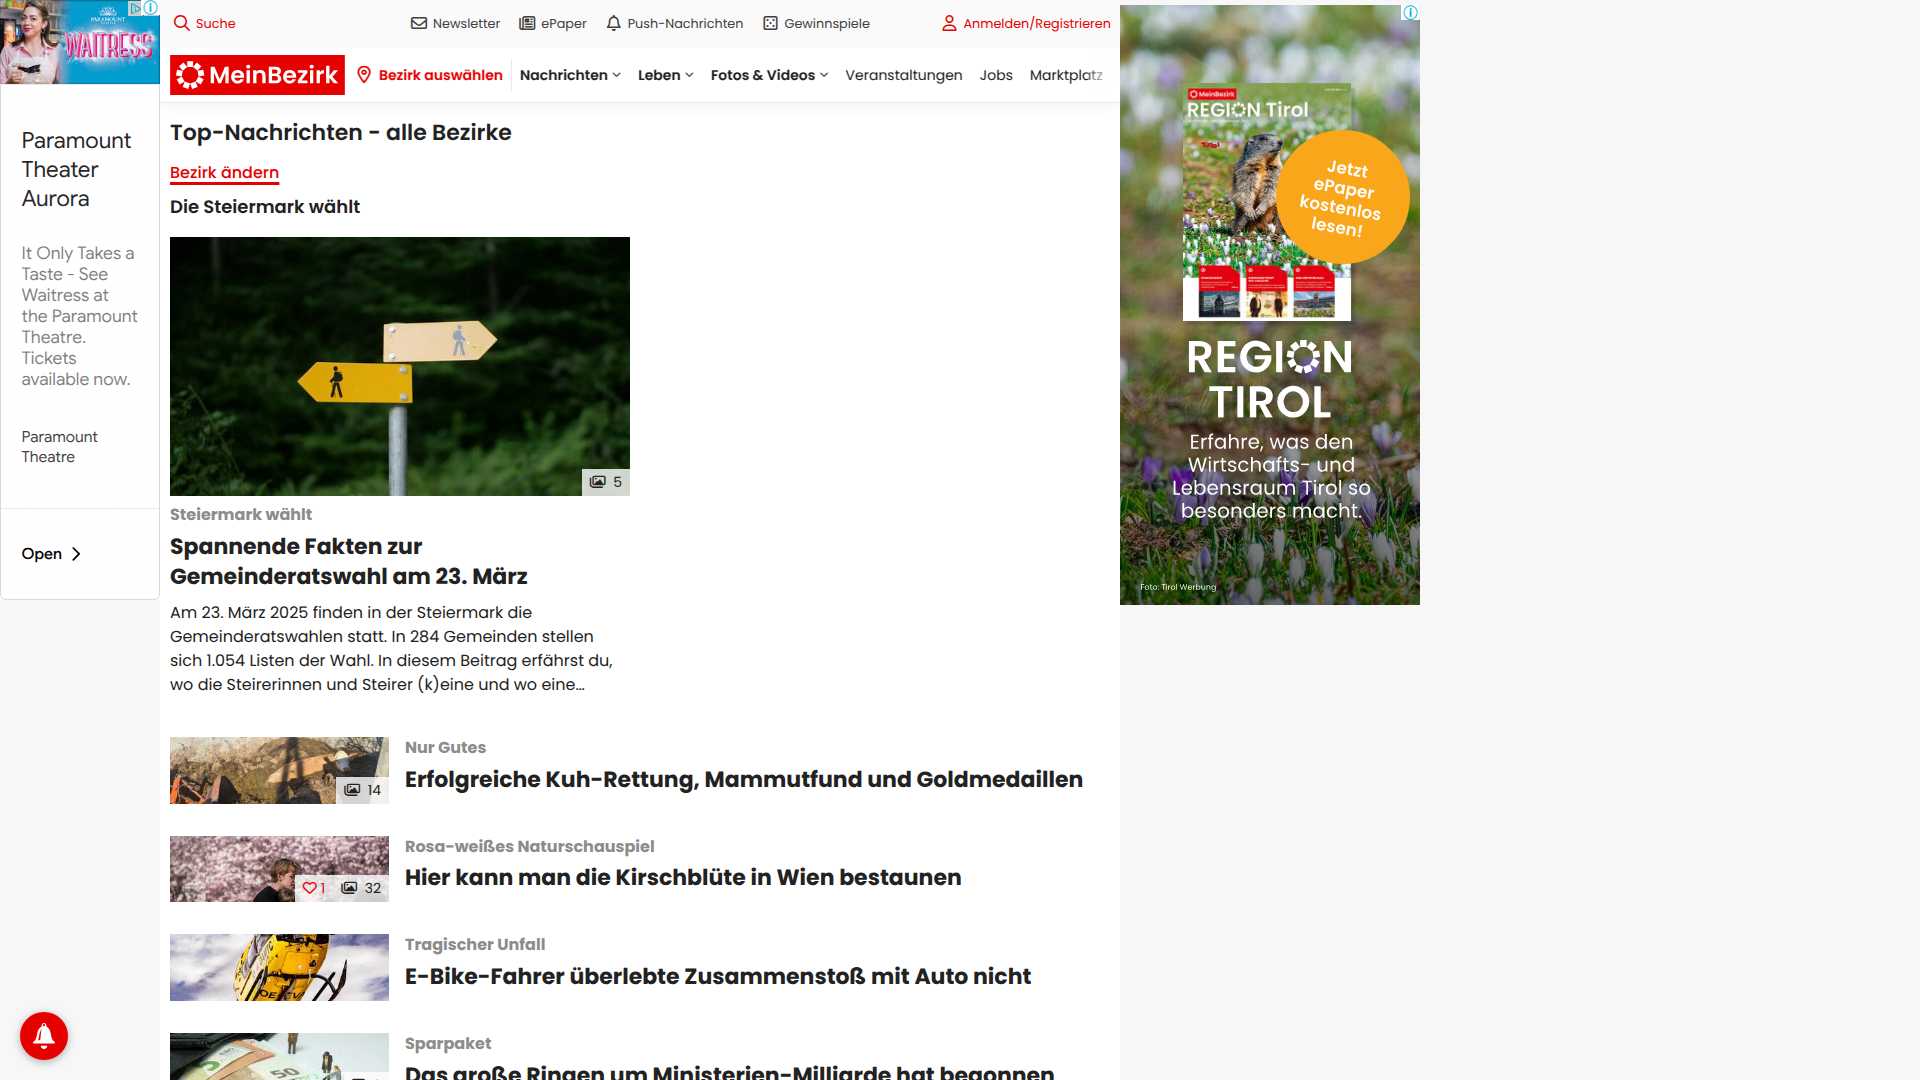 Suche
Newsletter
ePaper
Push-Nachrichten
Gewinnspiele
Anmelden/Registrieren
MeinBezirk
Bezirk auswählen
Nachrichten
Leben
Fotos & Videos
Veranstaltungen
Jobs
Marktplatz
PARAMOUNT
WAITRESS
Paramount
Theater
Aurora
It Only Takes a
Taste - See
Waitress at
the Paramount
Theatre.
Tickets
available now.
Paramount
Theatre
Open
Top-Nachrichten - alle Bezirke
Bezirk ändern
Die Steiermark wählt
5
Steiermark wählt
Spannende Fakten zur
Gemeinderatswahl am 23. März
Am 23. März 2025 finden in der Steiermark die
Gemeinderatswahlen statt. In 284 Gemeinden stellen
sich 1.054 Listen der Wahl. In diesem Beitrag erfährst du,
wo die Steirerinnen und Steirer (k)eine und wo eine...
14
Nur Gutes
Erfolgreiche Kuh-Rettung, Mammutfund und Goldmedaillen
1
32
Rosa-weißes Naturschauspiel
Hier kann man die Kirschblüte in Wien bestaunen
Tragischer Unfall
E-Bike-Fahrer überlebte Zusammenstoß mit Auto nicht
50
Sparpaket
Das große Ringen um Ministerien-Milliarde hat begonnen
MeinBezirk
REGION Tirol
Jetzt
ePaper
kostenlos
lesen!
REGION
TIROL
Erfahre, was den
Wirtschafts- und
Lebensraum Tirol so
besonders macht.
Foto: Tirol Werbung